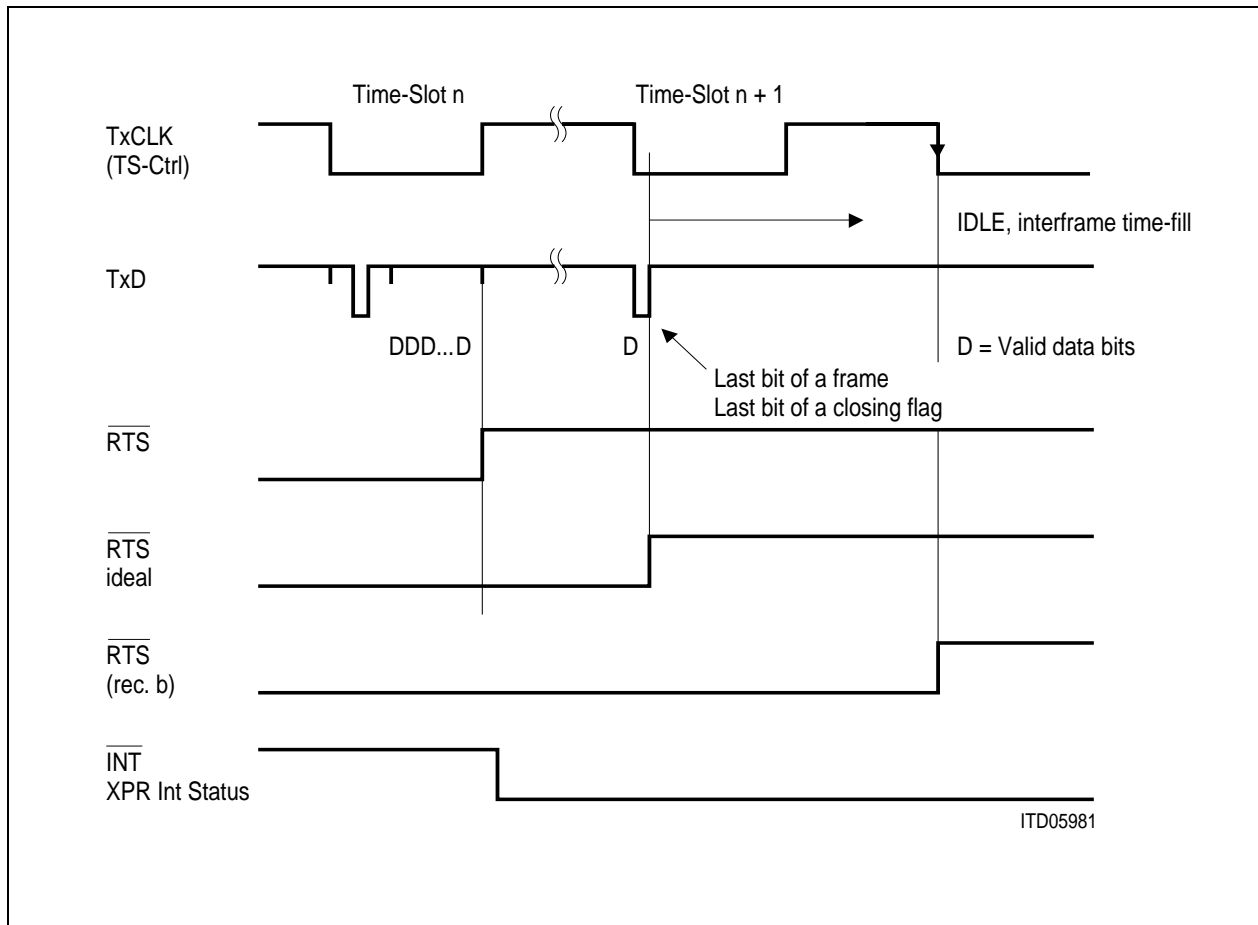 Time-Slot n
Time-Slot n + 1
TxCLK
(TS-Ctrl)
IDLE, interframe time-fill
TxD
DDD...D
D
D = Valid data bits
Last bit of a frame
Last bit of a closing flag
RTS
RTS
ideal
RTS
(rec. b)
INT
XPR Int Status
ITD05981